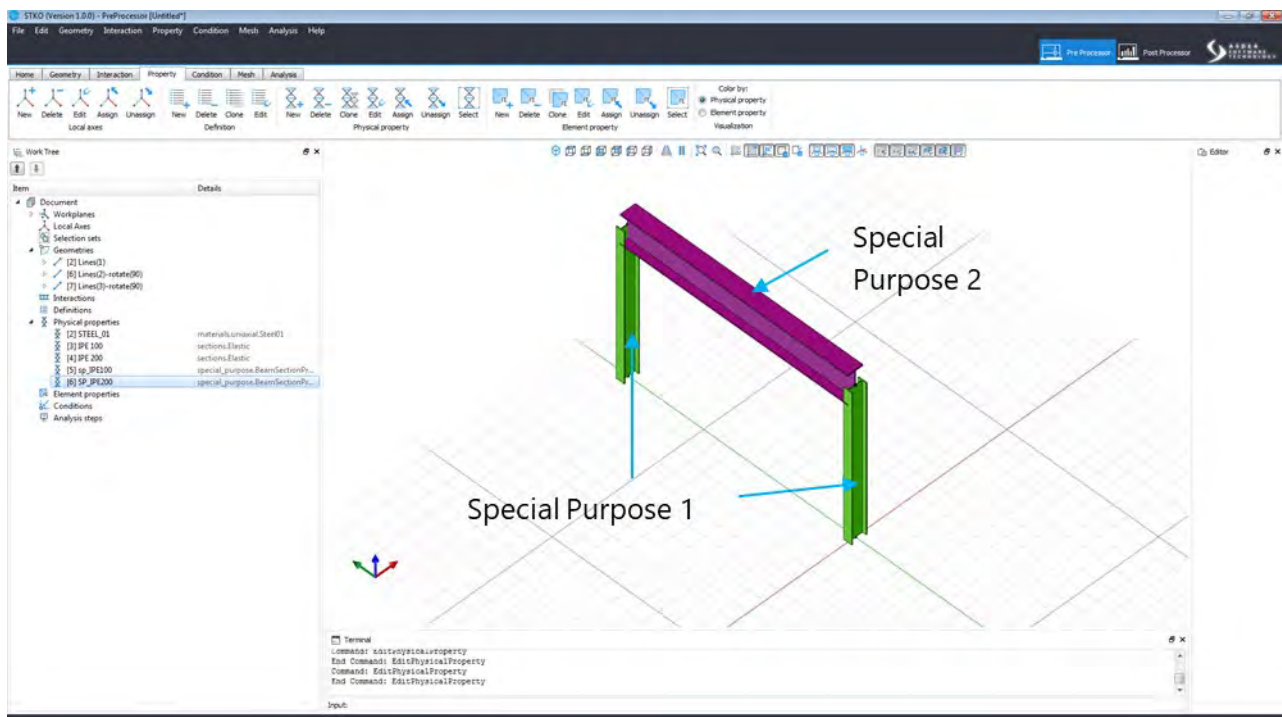 STKO (Version 1.0.0) - PreProcessor [Untitled*]
File Edit Geometry Interaction Property Condition Mesh Analysis Help
Pre Processor Post Processor
Home Geometry Interaction Property Condition Mesh Analysis
New Delete Edit Assign Unassign New Delete Clone Edit New Delete Clone Edit Assign Unassign Select New Delete Clone Edit Assign Unassign Select
Color by:
Physical property
Element property
Local axes Definition Physical property Element property Visualization
Work Tree
Editor
Item Details
Document
Workplanes
Local Axes
Selection sets
Geometries
[2] Lines(1)
[6] Lines(2)-rotate(90)
[7] Lines(3)-rotate(90)
Interactions
Definitions
Physical properties
[2] STEEL_01 materials.uniaxial.Steel01
[3] IPE 100 sections.Elastic
[4] IPE 200 sections.Elastic
[5] sp_IPE100 special_purpose.BeamSectionPr...
[6] SP_IPE200 special_purpose.BeamSectionPr...
Element properties
Conditions
Analysis steps
Special
Purpose 2
Special Purpose 1
Terminal
Command: EditPhysicalProperty
End Command: EditPhysicalProperty
Command: EditPhysicalProperty
End Command: EditPhysicalProperty
Input: